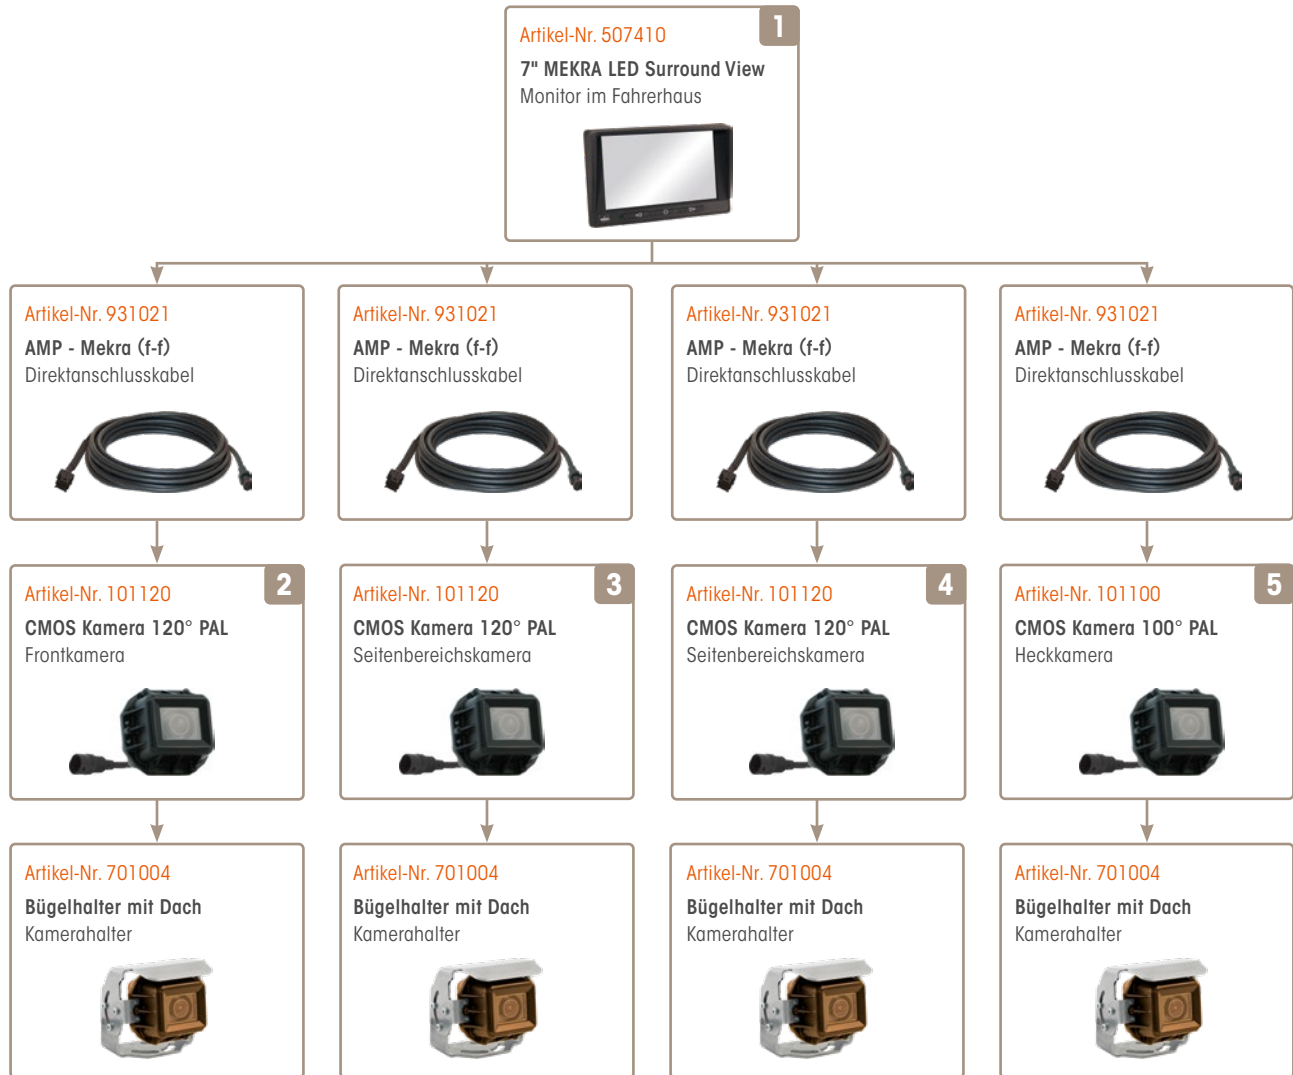 Artikel-Nr. 507410
1
7" MEKRA LED Surround View
Monitor im Fahrerhaus
Artikel-Nr. 931021
AMP - Mekra (f-f)
Direktanschlusskabel
Artikel-Nr. 931021
AMP - Mekra (f-f)
Direktanschlusskabel
Artikel-Nr. 931021
AMP - Mekra (f-f)
Direktanschlusskabel
Artikel-Nr. 931021
AMP - Mekra (f-f)
Direktanschlusskabel
Artikel-Nr. 101120
2
CMOS Kamera 120° PAL
Frontkamera
Artikel-Nr. 101120
3
CMOS Kamera 120° PAL
Seitenbereichskamera
Artikel-Nr. 101120
4
CMOS Kamera 120° PAL
Seitenbereichskamera
Artikel-Nr. 101100
5
CMOS Kamera 100° PAL
Heckkamera
Artikel-Nr. 701004
Bügelhalter mit Dach
Kamerahalter
Artikel-Nr. 701004
Bügelhalter mit Dach
Kamerahalter
Artikel-Nr. 701004
Bügelhalter mit Dach
Kamerahalter
Artikel-Nr. 701004
Bügelhalter mit Dach
Kamerahalter